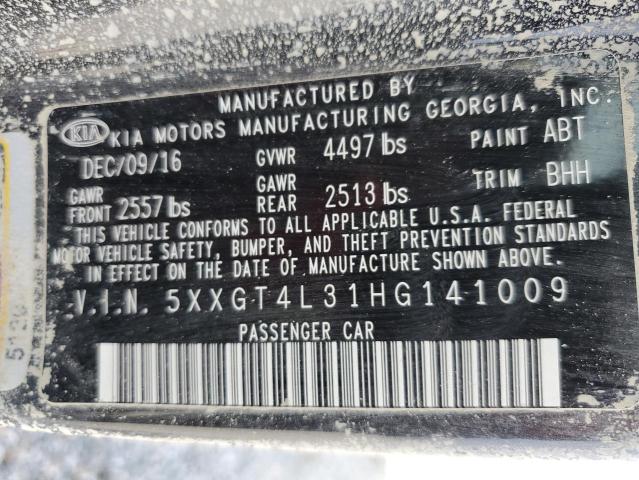 MANUFACTURED BY
KIA KIA MOTORS MANUFACTURING GEORGIA, INC.
DEC/09/16 GVWR 4497 lbs PAINT ABT
GAWR FRONT 2557 lbs GAWR REAR 2513 lbs TRIM BHH
THIS VEHICLE CONFORMS TO ALL APPLICABLE U.S.A. FEDERAL
MOTOR VEHICLE SAFETY, BUMPER, AND THEFT PREVENTION STANDARDS
IN EFFECT ON THE DATE OF MANUFACTURE SHOWN ABOVE.
V.I.N. 5XXGT4L31HG141009
PASSENGER CAR